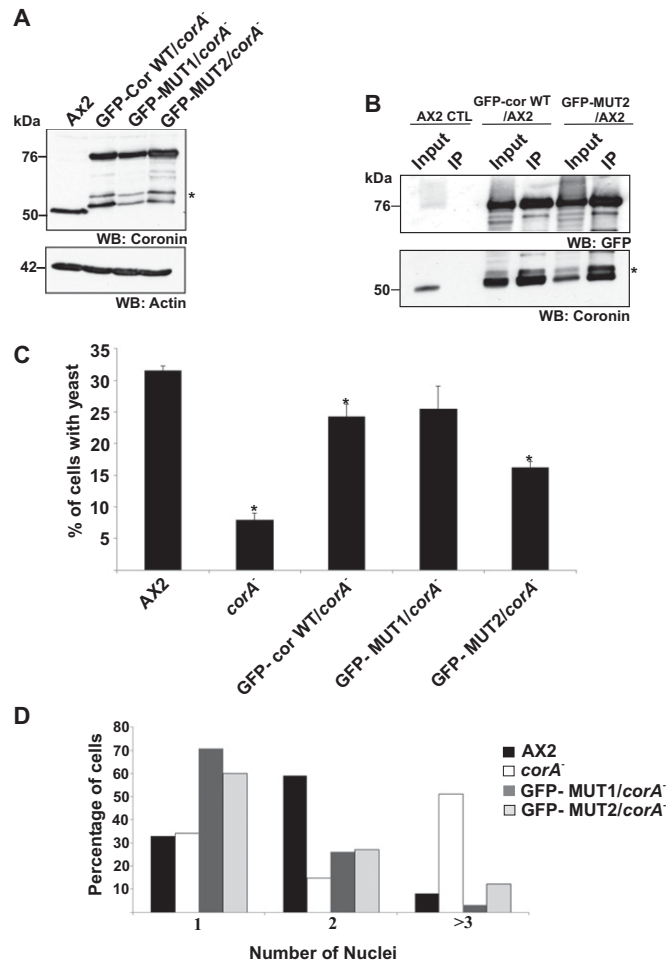 A
kDa
AX2
GFP-Cor WT/corA-
GFP-MUT1/corA-
GFP-MUT2/corA-
76
50
*
WB: Coronin
42
WB: Actin
B
AX2 CTL
GFP-cor WT
/AX2
GFP-MUT2
/AX2
Input
IP
Input
IP
Input
IP
kDa
76
WB: GFP
50
*
WB: Coronin
C
% of cells with yeast
35
30
25
20
15
10
5
*
*
*
AX2
corA-
GFP- cor WT/corA-
GFP- MUT1/corA-
GFP- MUT2/corA-
D
Percentage of cells
80
70
60
50
40
30
20
10
1
2
>3
Number of Nuclei
AX2
corA-
GFP- MUT1/corA-
GFP- MUT2/corA-